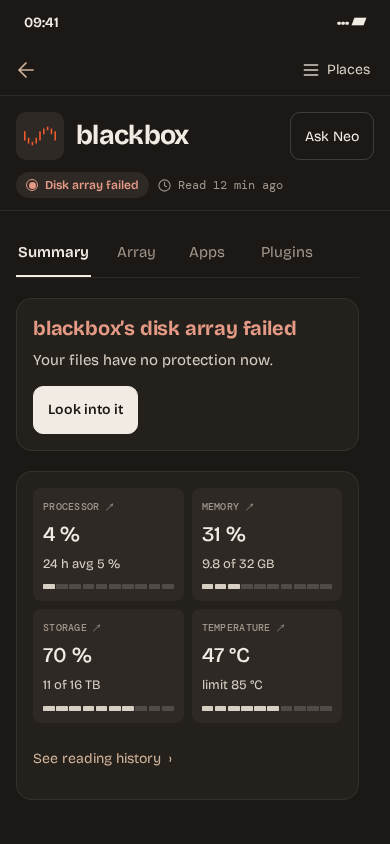 09:41
Places
blackbox
Ask Neo
Disk array failed
Read 12 min ago
Summary
Array
Apps
Plugins
blackbox's disk array failed
Your files have no protection now.
Look into it
PROCESSOR ↗
MEMORY ↗
4 %
31 %
24 h avg 5 %
9.8 of 32 GB
STORAGE ↗
TEMPERATURE ↗
70 %
47 °C
11 of 16 TB
limit 85 °C
See reading history ›